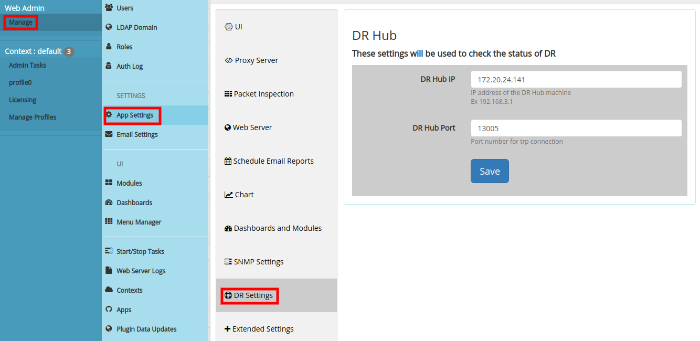 Web Admin
Manage
Context : default 3
Admin Tasks
profile0
Licensing
Manage Profiles
Users
LDAP Domain
Roles
Auth Log
SETTINGS
App Settings
Email Settings
UI
Modules
Dashboards
Menu Manager
Start/Stop Tasks
Web Server Logs
Contexts
Apps
Plugin Data Updates
UI
Proxy Server
Packet Inspection
Web Server
Schedule Email Reports
Chart
Dashboards and Modules
SNMP Settings
DR Settings
Extended Settings
DR Hub
These settings will be used to check the status of DR
DR Hub IP
172.20.24.141
IP address of the DR Hub machine
Ex 192.168.3.1
DR Hub Port
13005
Port number for trp connection
Save